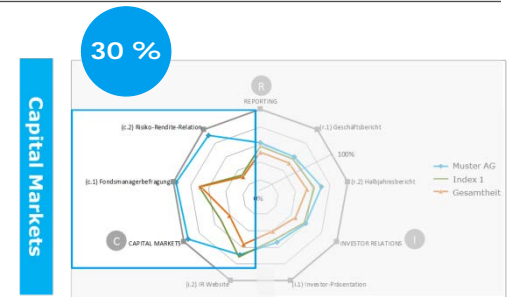 30 %
Capital Markets
R
REPORTING
(c.2) Risiko-Rendite-Relation
(r.1) Geschäftsbericht
100%
(c.1) Fondsmanagerbefragung
(r.2) Halbjahresbericht
0%
Muster AG
Index 1
Gesamtheit
C
CAPITAL MARKETS
INVESTOR RELATIONS
I
(i.2) IR Website
(i.1) Investor-Präsentation